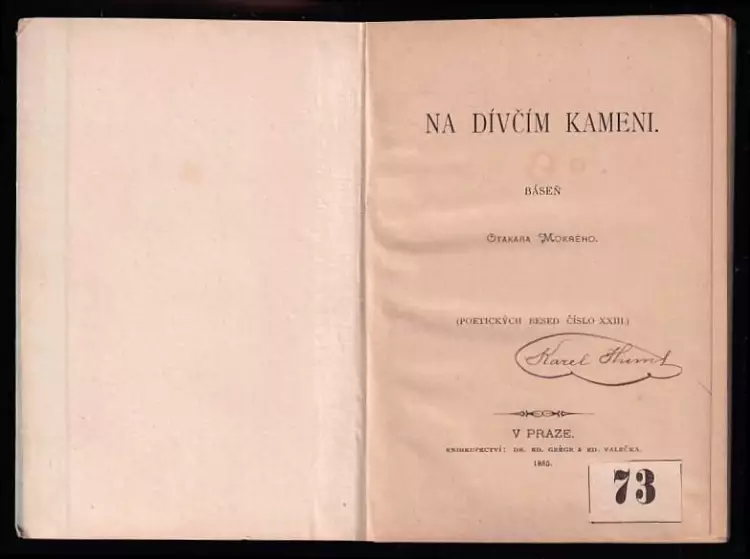 NA DÍVČÍM KAMENI.
BÁSEŇ
OTAKARA MOKRÉHO.
(POETICKÝCH BESED ČÍSLO XXIII.)
Karel
V PRAZE.
KNIHKUPECTVÍ: DR. ED. GRÉGR & ED. VALEČKA.
1885.
73